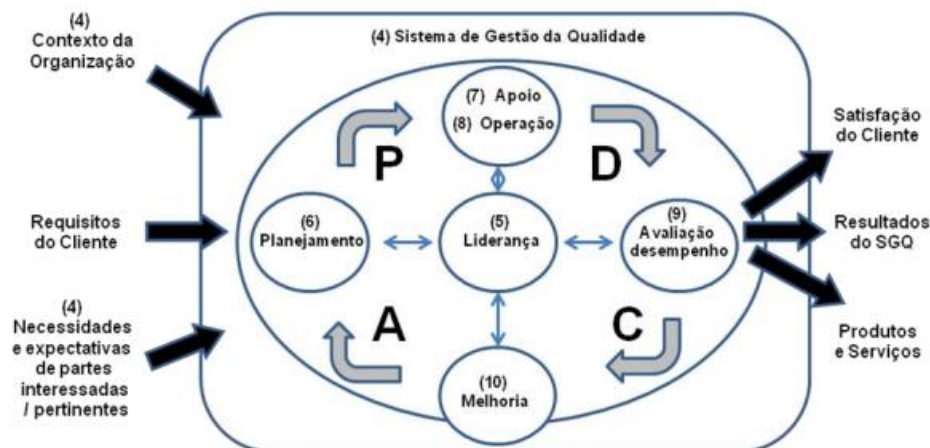 (4)
Contexto da
Organização
(4) Sistema de Gestão da Qualidade
(7) Apoio
(8) Operação
P
D
Satisfação
do Cliente
Requisitos
do Cliente
(6)
Planejamento
(5)
Liderança
(9)
Avaliação
desempenho
Resultados
do SGQ
(4)
Necessidades
e expectativas
de partes
interessadas
/ pertinentes
A
C
(10)
Melhoria
Produtos
e Serviços